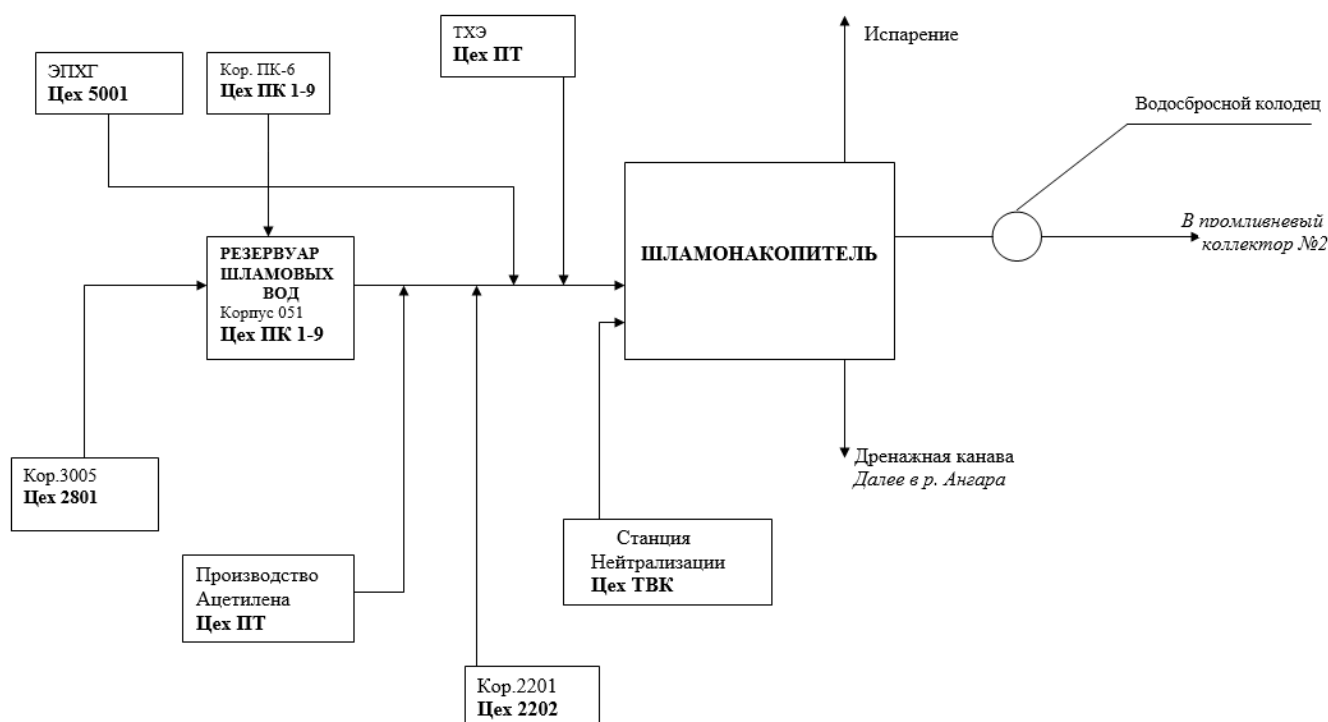 ТХЭ
Цех ПТ
Испарение
ЭПХГ
Цех 5001
Кор. ПК-6
Цех ПК 1-9
Водосбросной колодец
В промливневый
коллектор №2
РЕЗЕРВУАР
ШЛАМОВЫХ
ВОД
Корпус 051
Цех ПК 1-9
ШЛАМОНАКОПИТЕЛЬ
Дренажная канава
Далее в р. Ангара
Кор.3005
Цех 2801
Станция
Нейтрализации
Цех ТВК
Производство
Ацетилена
Цех ПТ
Кор.2201
Цех 2202